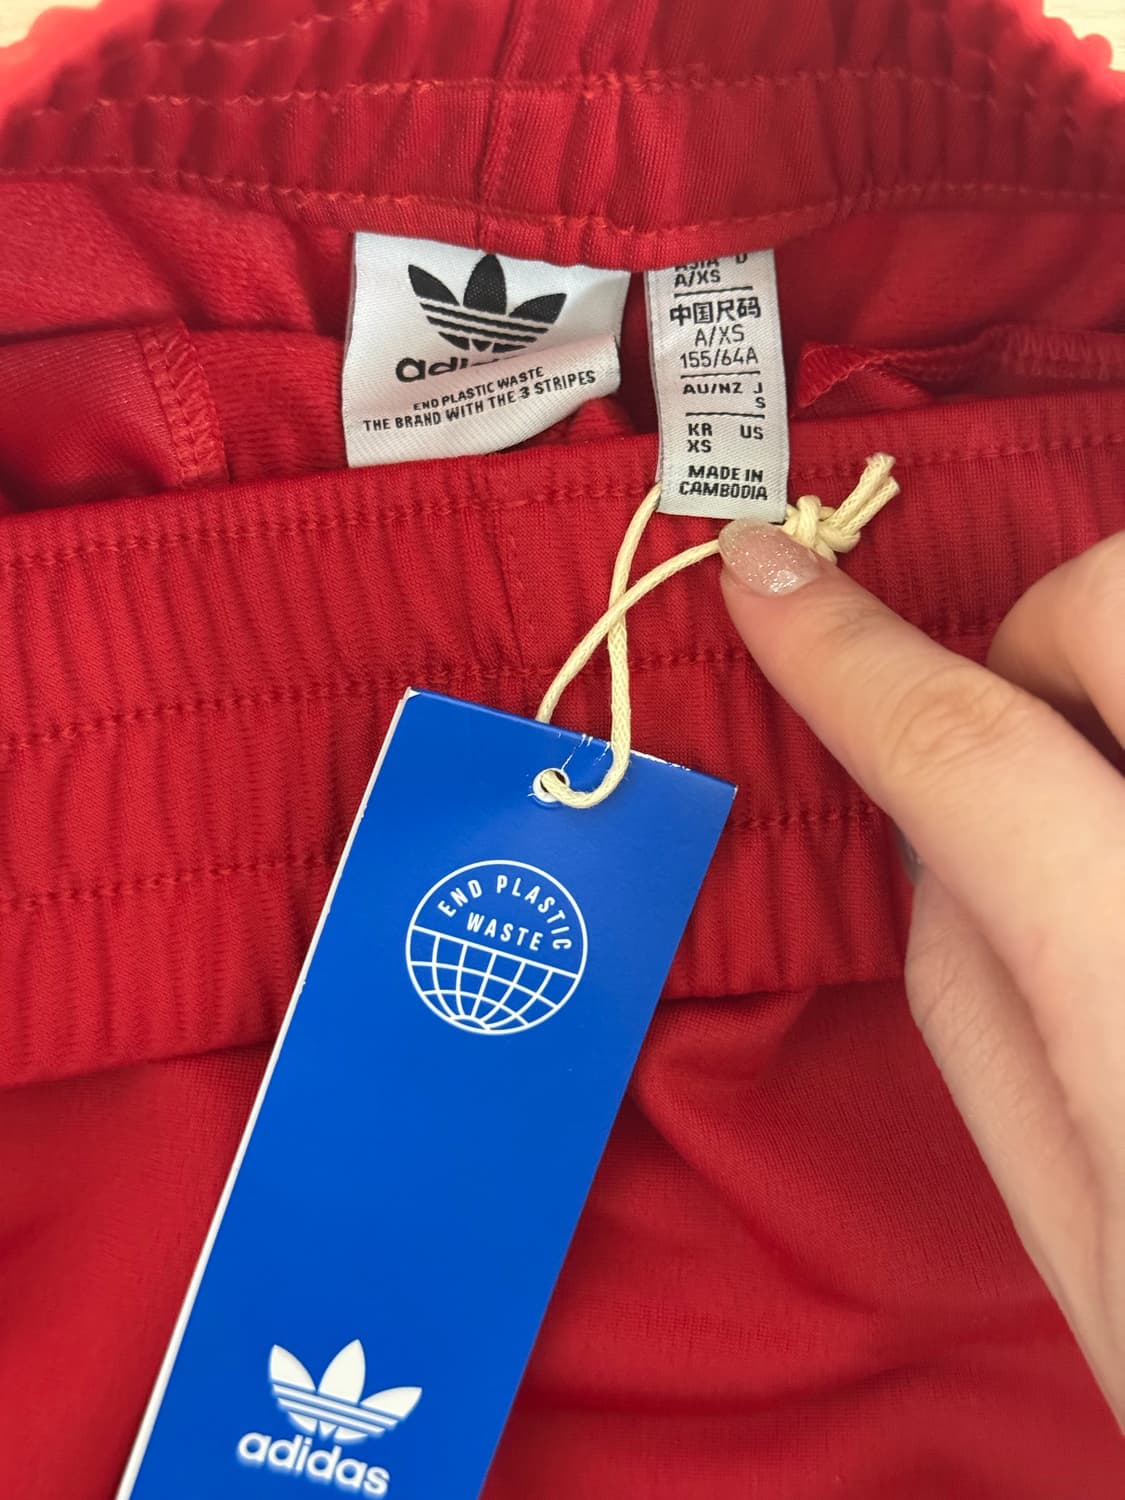 A/XS
中国尺码
A/XS
155/64A
AU/NZ J
S
KR US
XS
MADE IN
CAMBODIA
END PLASTIC WASTE
THE BRAND WITH THE 3 STRIPES
END PLASTIC
WASTE
adidas